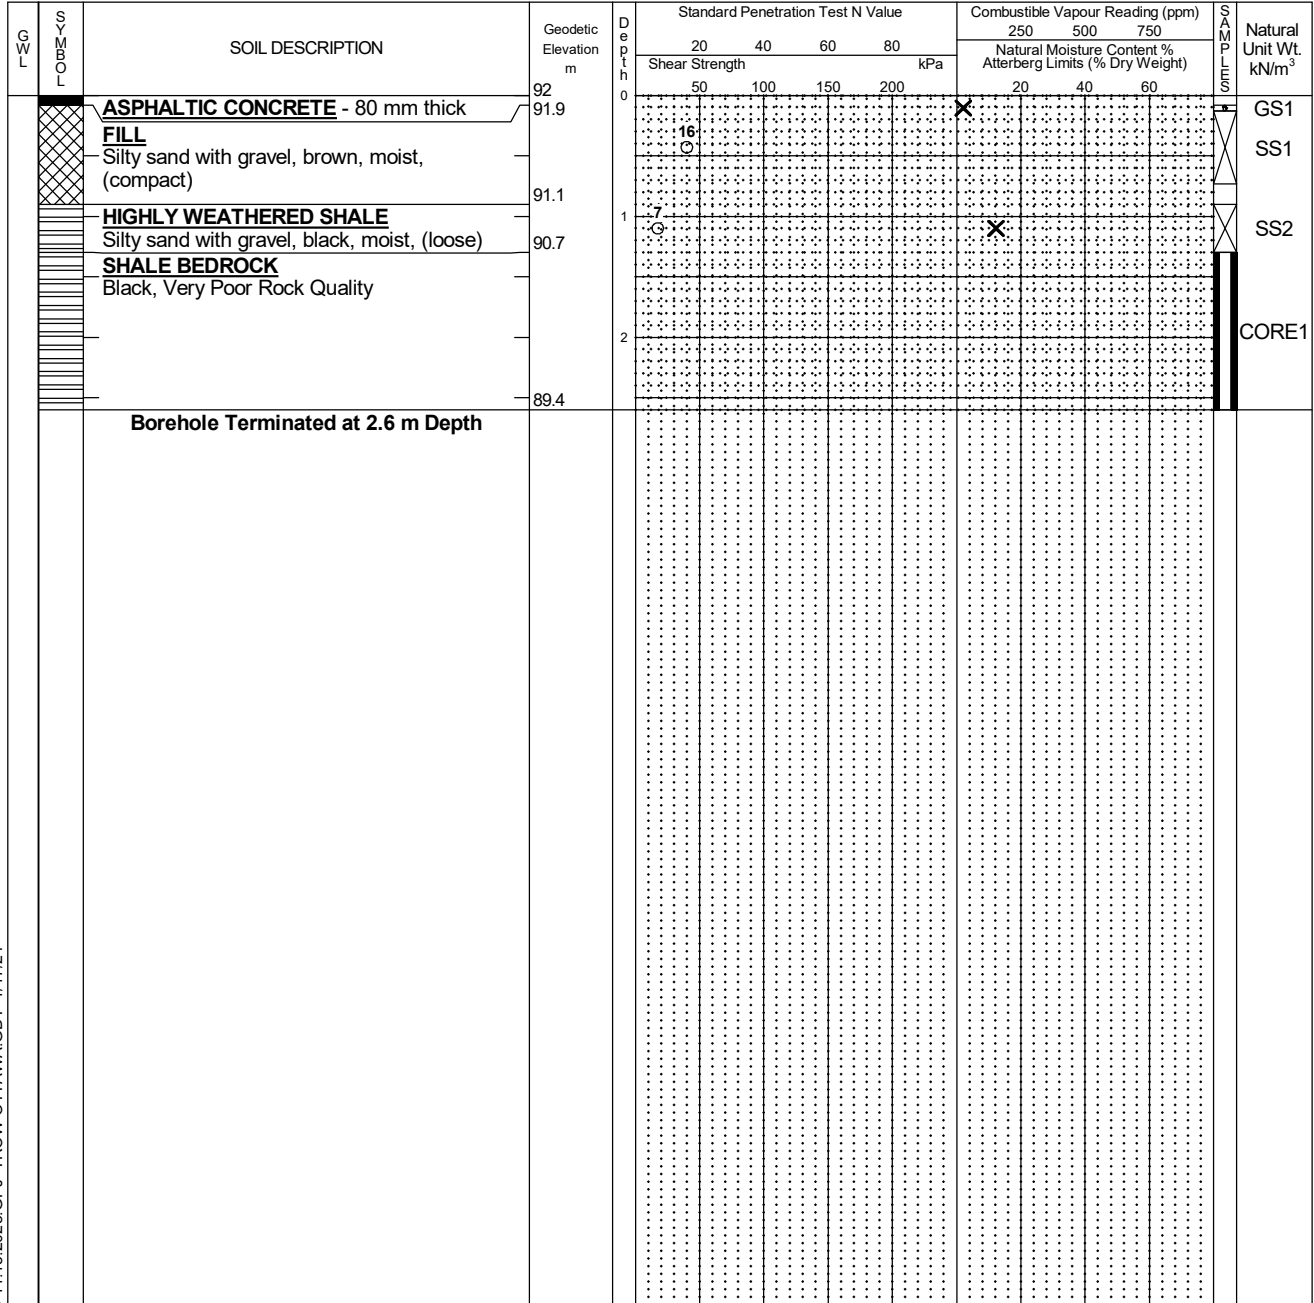 GWL
SYMBOL
SOIL DESCRIPTION
Geodetic
Elevation
m
Depth
Standard Penetration Test N Value
20 40 60 80
Shear Strength kPa
50 100 150 200
Combustible Vapour Reading (ppm)
250 500 750
Natural Moisture Content %
Atterberg Limits (% Dry Weight)
20 40 60
SAMPLES
Natural
Unit Wt.
kN/m³
92
0
ASPHALTIC CONCRETE - 80 mm thick
91.9
GS1
FILL
Silty sand with gravel, brown, moist,
(compact)
16
SS1
91.1
HIGHLY WEATHERED SHALE
1
7
Silty sand with gravel, black, moist, (loose)
SS2
90.7
SHALE BEDROCK
Black, Very Poor Rock Quality
2
CORE1
89.4
Borehole Terminated at 2.6 m Depth